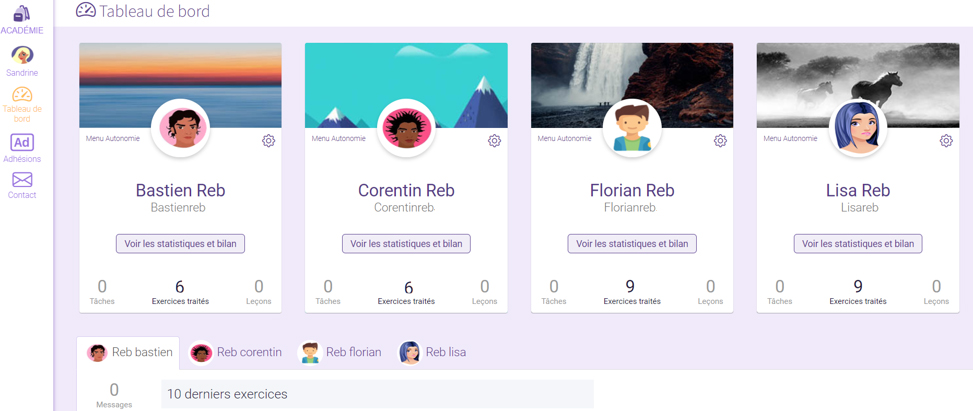 Tableau de bord
ACADÉMIE
Sandrine
Tableau de
bord
Ad
Adhésions
Contact
Menu Autonomie
Bastien Reb
Bastienreb
Voir les statistiques et bilan
0 6 0
Tâches Exercices traités Leçons
Menu Autonomie
Corentin Reb
Corentinreb
Voir les statistiques et bilan
0 6 0
Tâches Exercices traités Leçons
Menu Autonomie
Florian Reb
Florianreb
Voir les statistiques et bilan
0 9 0
Tâches Exercices traités Leçons
Menu Autonomie
Lisa Reb
Lisareb
Voir les statistiques et bilan
0 9 0
Tâches Exercices traités Leçons
Reb bastien Reb corentin Reb florian Reb lisa
0
Messages
10 derniers exercices